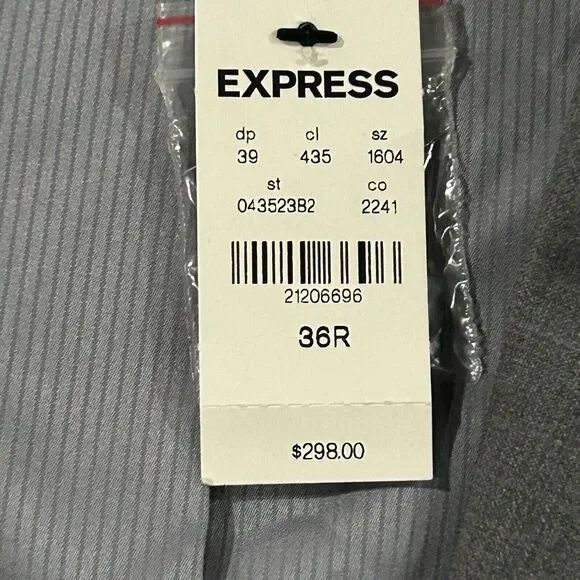 EXPRESS
dp cl sz
39 435 1604
st co
04352382 2241
21206696
36R
$298.00